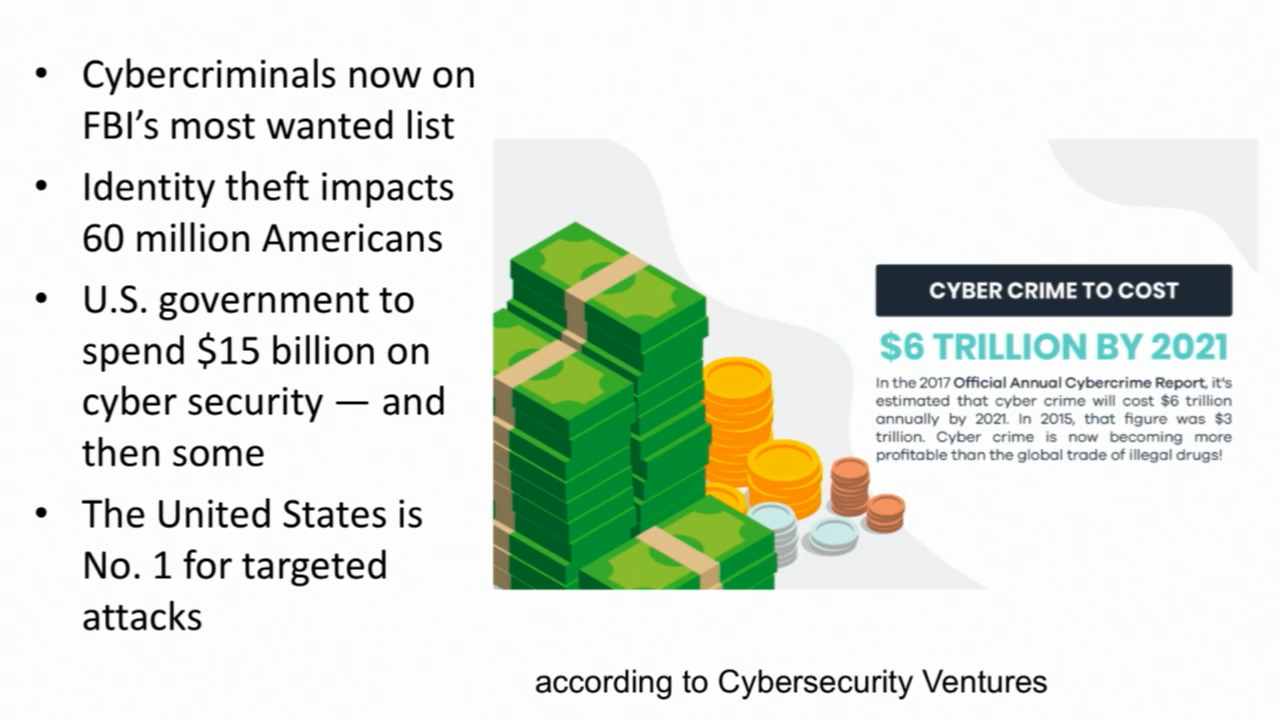 • Cybercriminals now on
FBI’s most wanted list
• Identity theft impacts
60 million Americans
• U.S. government to
spend $15 billion on
cyber security — and
then some
• The United States is
No. 1 for targeted
attacks
CYBER CRIME TO COST
$6 TRILLION BY 2021
In the 2017 Official Annual Cybercrime Report, it's
estimated that cyber crime will cost $6 trillion
annually by 2021. In 2015, that figure was $3
trillion. Cyber crime is now becoming more
profitable than the global trade of illegal drugs!
according to Cybersecurity Ventures